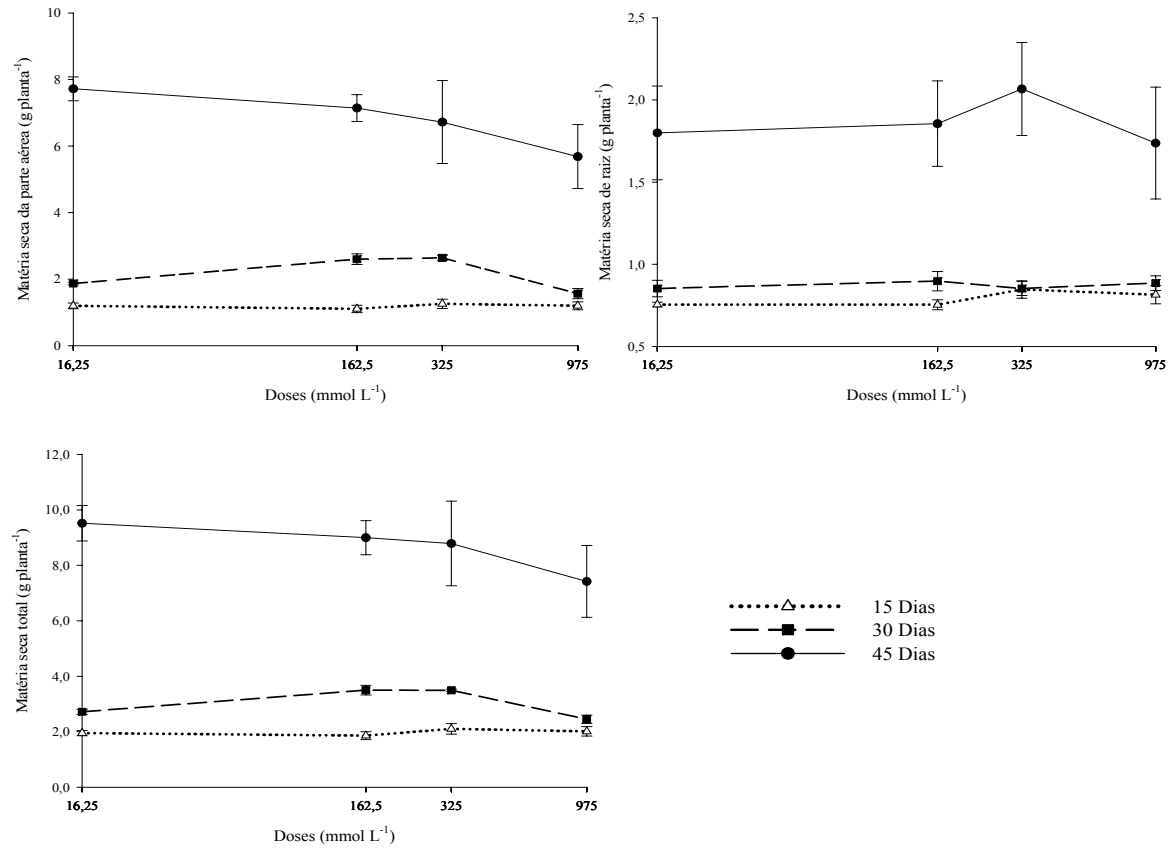 Matéria seca da parte aérea (g planta⁻¹)
10
8
6
4
2
0
16,25 162,5 325 975
Doses (mmol L⁻¹)
Matéria seca de raiz (g planta⁻¹)
2,5
2,0
1,5
1,0
0,5
16,25 162,5 325 975
Doses (mmol L⁻¹)
Matéria seca total (g planta⁻¹)
12,0
10,0
8,0
6,0
4,0
2,0
0,0
16,25 162,5 325 975
Doses (mmol L⁻¹)
15 Dias
30 Dias
45 Dias